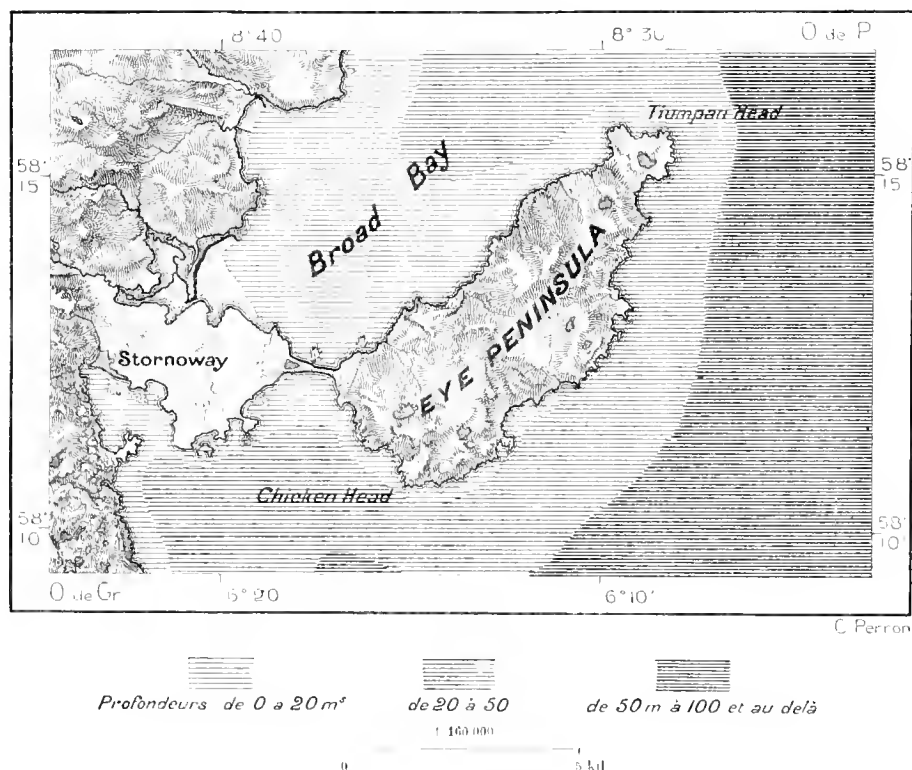 8° 40 8° 30 O de P
Tiumpan Head
Broad Bay
58° 15 58° 15
EYE PENINSULA
Stornoway
Chicken Head
58° 10 58° 10'
O de Gr 6° 20 6° 10'
C. Perron
Profondeurs de 0 a 20 mˢ de 20 à 50 de 50 m à 100 et au delà
1 160.000
0 5 kil.